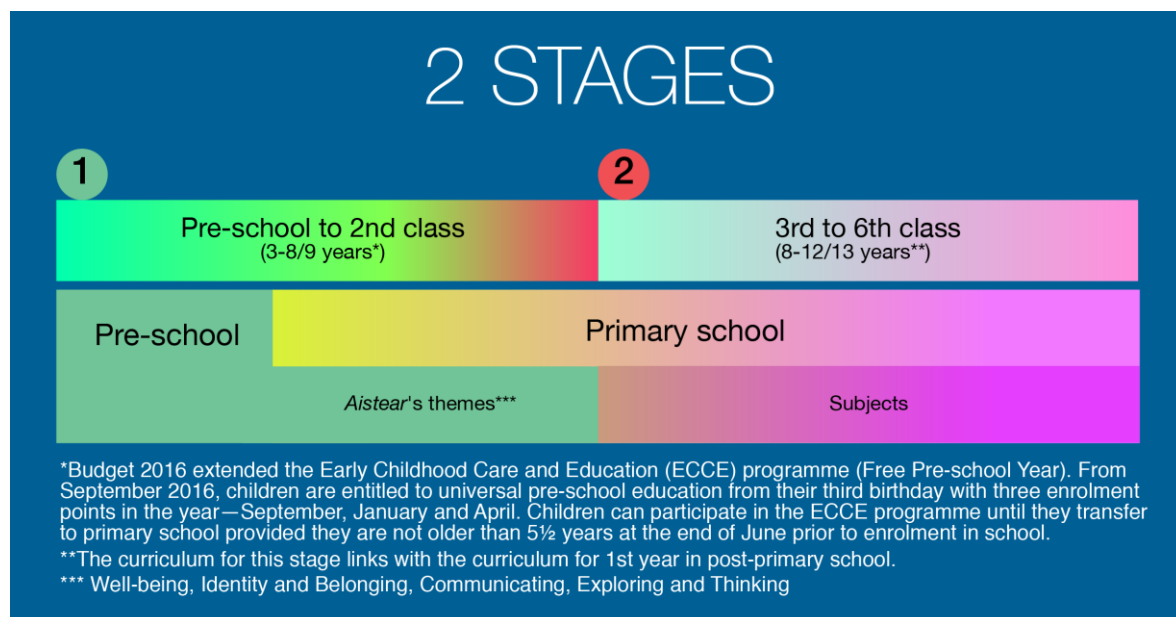 2 STAGES
1
2
Pre-school to 2nd class
(3-8/9 years*)
3rd to 6th class
(8-12/13 years**)
Pre-school
Primary school
Aistear's themes***
Subjects
*Budget 2016 extended the Early Childhood Care and Education (ECCE) programme (Free Pre-school Year). From
September 2016, children are entitled to universal pre-school education from their third birthday with three enrolment
points in the year—September, January and April. Children can participate in the ECCE programme until they transfer
to primary school provided they are not older than 5½ years at the end of June prior to enrolment in school.
**The curriculum for this stage links with the curriculum for 1st year in post-primary school.
*** Well-being, Identity and Belonging, Communicating, Exploring and Thinking